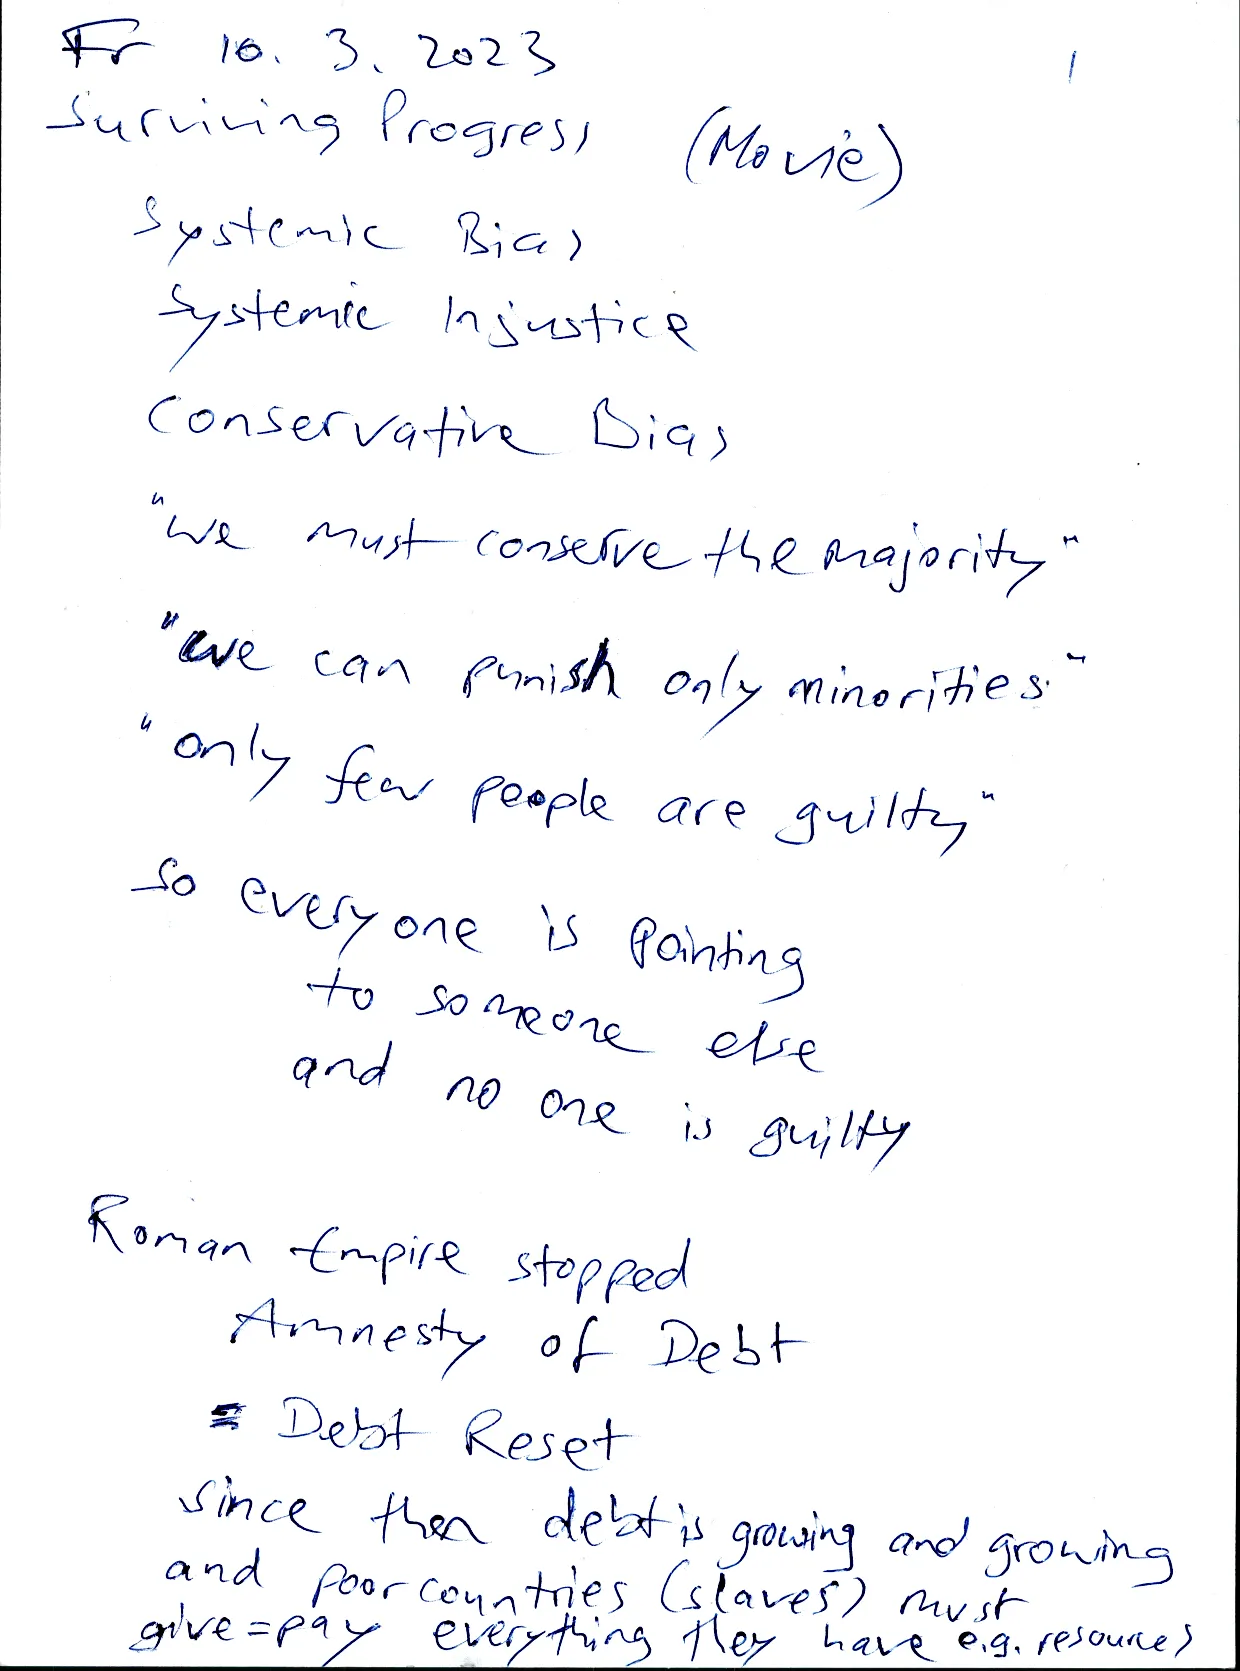 Fr 10. 3. 2023 1
Surviving Progress (Movie)
Systemic Bias
Systemic Injustice
Conservative Bias
"we must conserve the majority"
"we can punish only minorities."
"only few people are guilty"
so everyone is pointing
to someone else
and no one is guilty
Roman Empire stopped
Amnesty of Debt
= Debt Reset
since then debt is growing and growing
and poor countries (slaves) must
give = pay everything they have e.g. resources